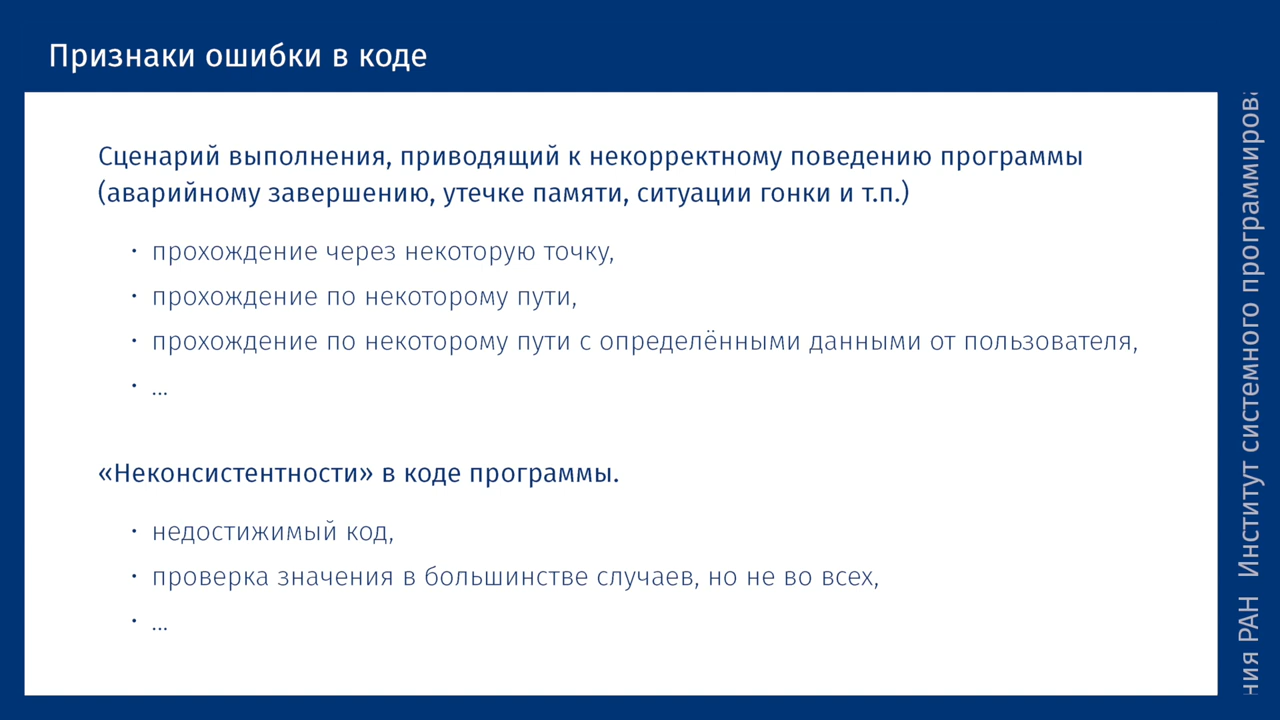 Признаки ошибки в коде
Сценарий выполнения, приводящий к некорректному поведению программы
(аварийному завершению, утечке памяти, ситуации гонки и т.п.)
· прохождение через некоторую точку,
· прохождение по некоторому пути,
· прохождение по некоторому пути с определёнными данными от пользователя,
· ...
«Неконсистентности» в коде программы.
· недостижимый код,
· проверка значения в большинстве случаев, но не во всех,
· ...
ния РАН Институт системного программирова